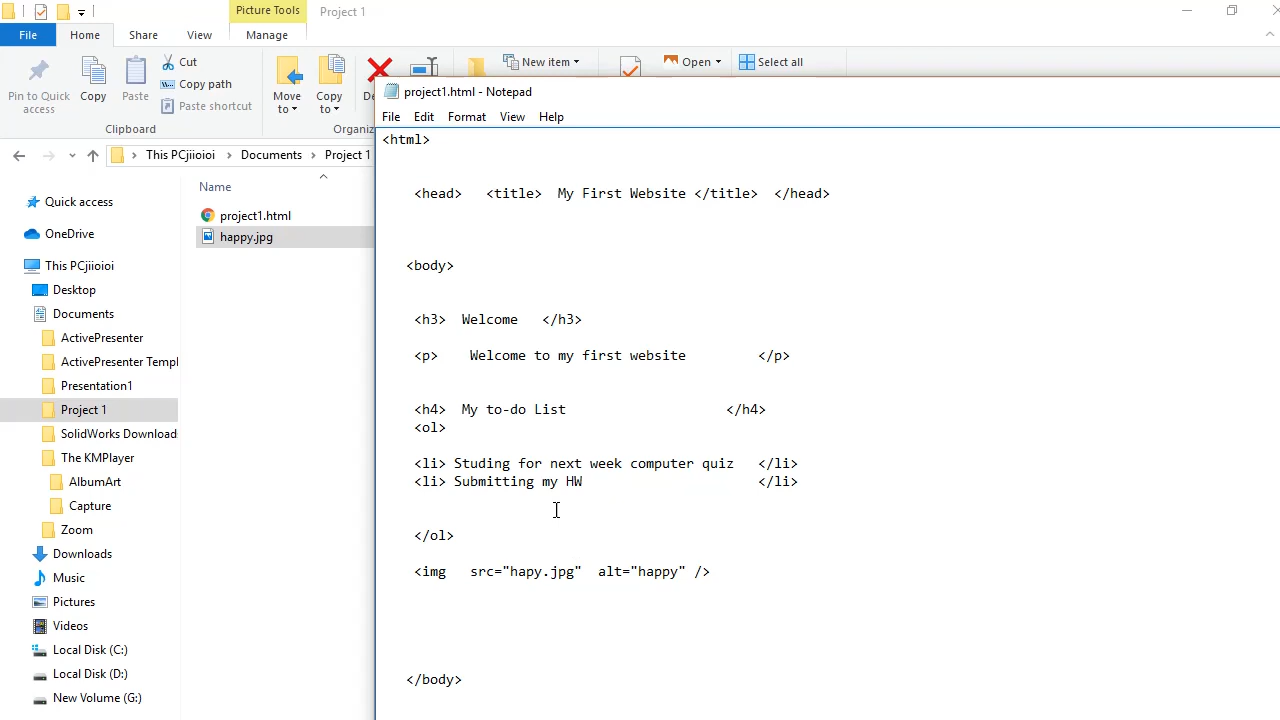 Picture Tools Project 1
File Home Share View Manage
Pin to Quick access
Copy
Paste
Cut
Copy path
Paste shortcut
Clipboard
Move to
Copy to
New item
Open
Select all
This PCjiioioi Documents Project 1
Quick access
OneDrive
This PCjiioioi
Desktop
Documents
ActivePresenter
ActivePresenter
Presentation1
Project 1
SolidWorks
The KMPlayer
AlbumArt
Capture
Zoom
Downloads
Music
Pictures
Videos
Local Disk (C:)
Local Disk (D:)
New Volume (G:)
Name
project1.html
happy.jpg
project1.html - Notepad
File Edit Format View Help
<html>
<head> <title> My First Website </title> </head>
<body>
<h3> Welcome </h3>
<p> Welcome to my first website </p>
<h4> My to-do List </h4>
<ol>
<li> Studing for next week computer quiz </li>
<li> Submitting my HW </li>
</ol>
<img src="hapy.jpg" alt="happy" />
</body>